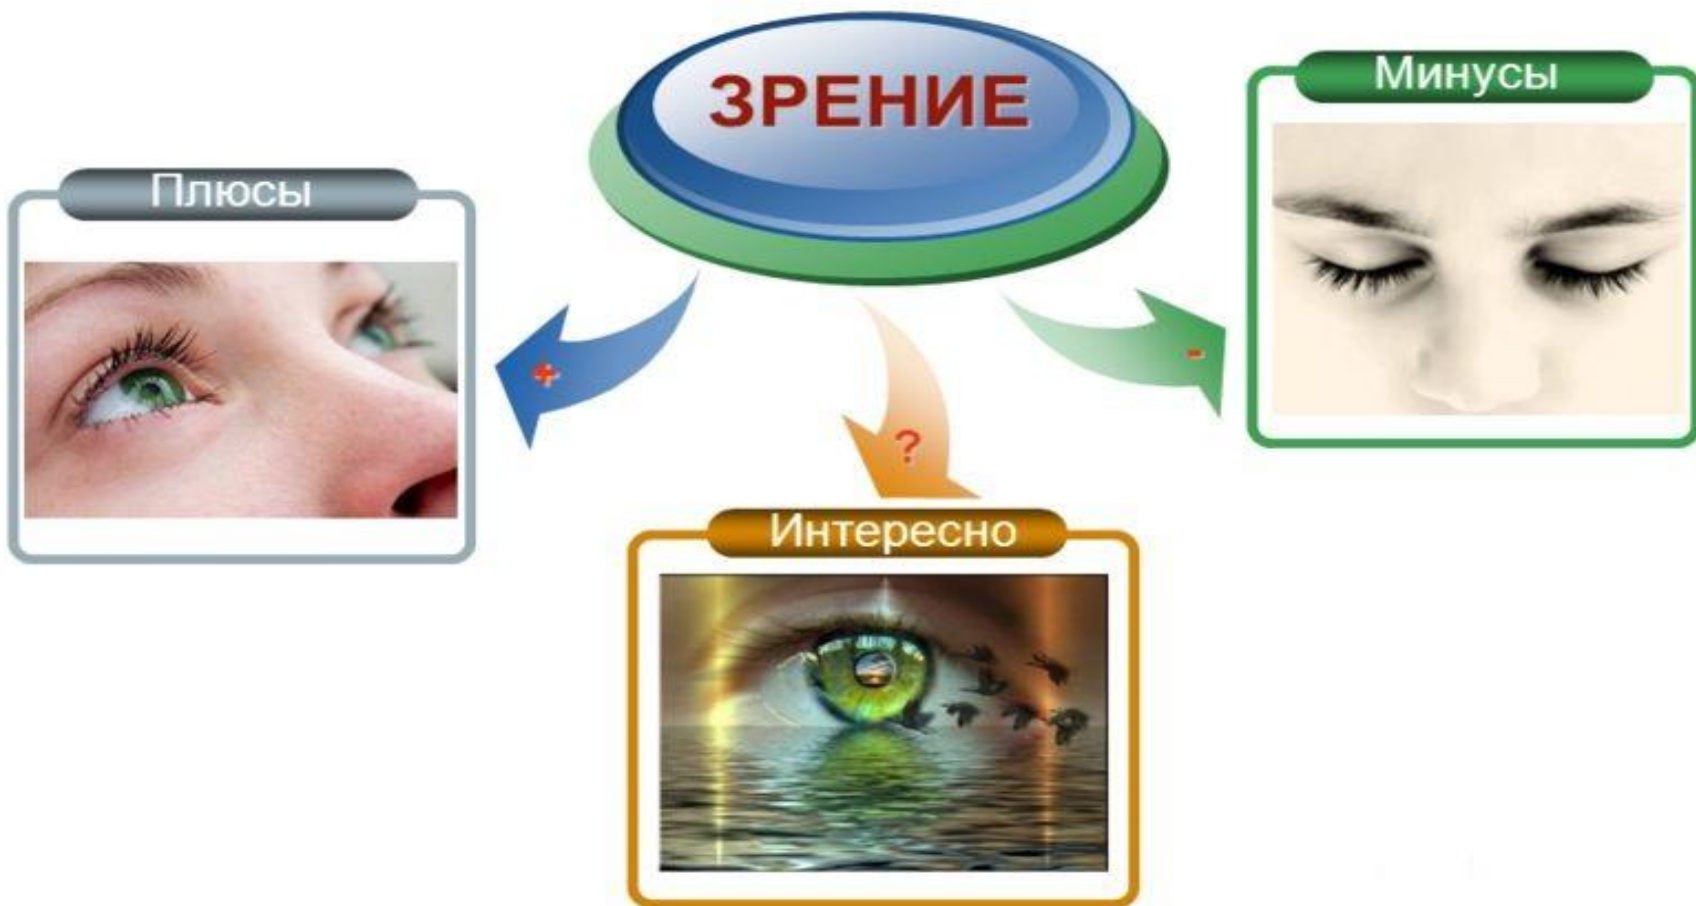 ЗРЕНИЕ
Минусы
Плюсы
+
-
?
Интересно